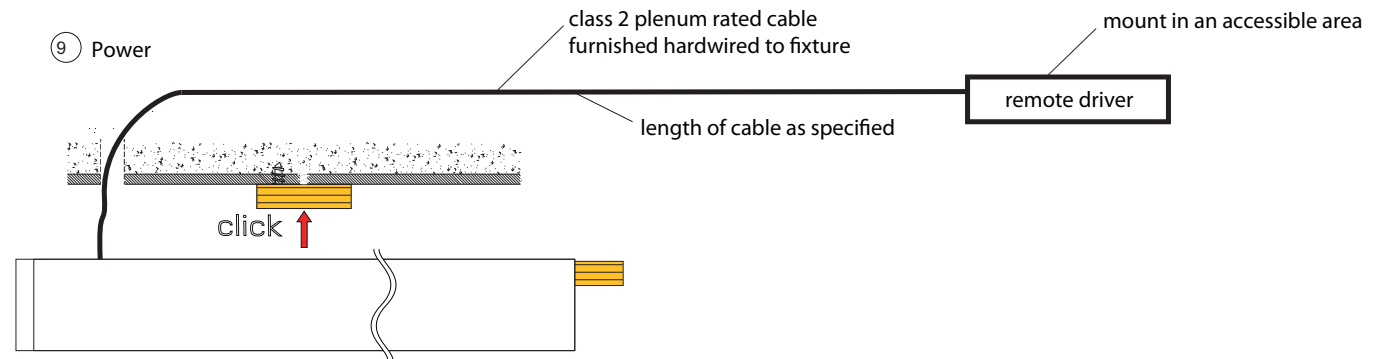 class 2 plenum rated cable
furnished hardwired to fixture
mount in an accessible area
9 Power
remote driver
length of cable as specified
click